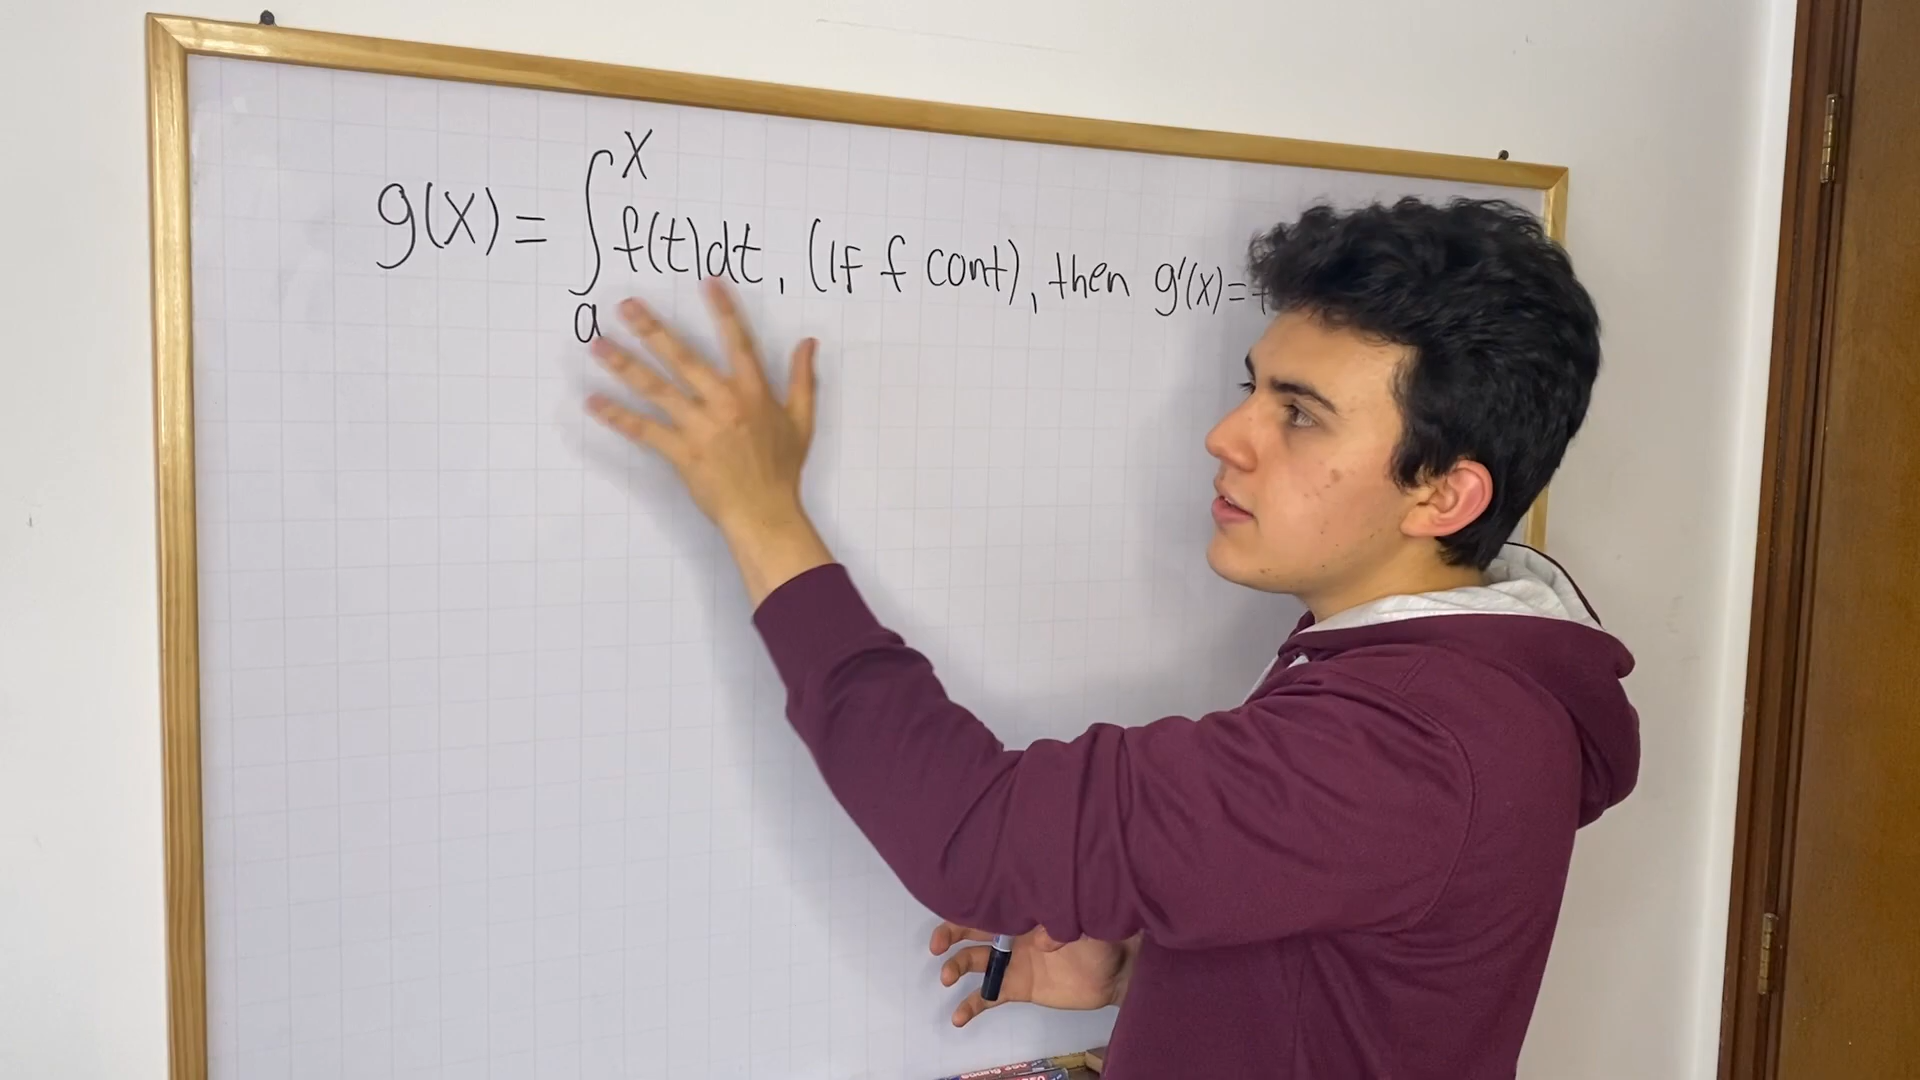 g(x) = ∫ₐˣ f(t)dt, (If f cont), then g'(x)=